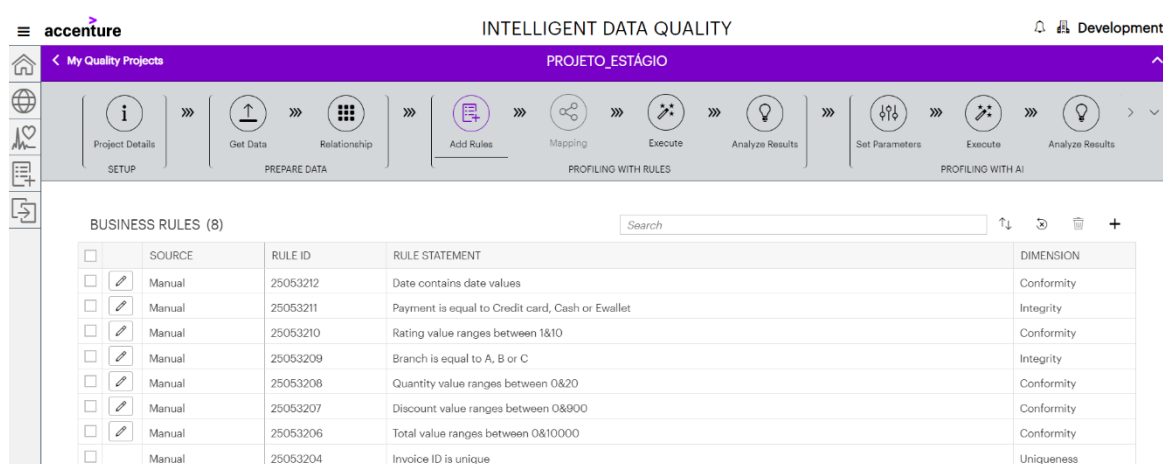 accenture
INTELLIGENT DATA QUALITY
Development
My Quality Projects
PROJETO_ESTÁGIO
Project Details
Get Data
Relationship
Add Rules
Mapping
Execute
Analyze Results
Set Parameters
Execute
Analyze Results
SETUP
PREPARE DATA
PROFILING WITH RULES
PROFILING WITH AI
BUSINESS RULES (8)
Search
SOURCE RULE ID RULE STATEMENT DIMENSION
Manual 25053212 Date contains date values Conformity
Manual 25053211 Payment is equal to Credit card, Cash or Ewallet Integrity
Manual 25053210 Rating value ranges between 1&10 Conformity
Manual 25053209 Branch is equal to A, B or C Integrity
Manual 25053208 Quantity value ranges between 0&20 Conformity
Manual 25053207 Discount value ranges between 0&900 Conformity
Manual 25053206 Total value ranges between 0&10000 Conformity
Manual 25053204 Invoice ID is unique Uniqueness